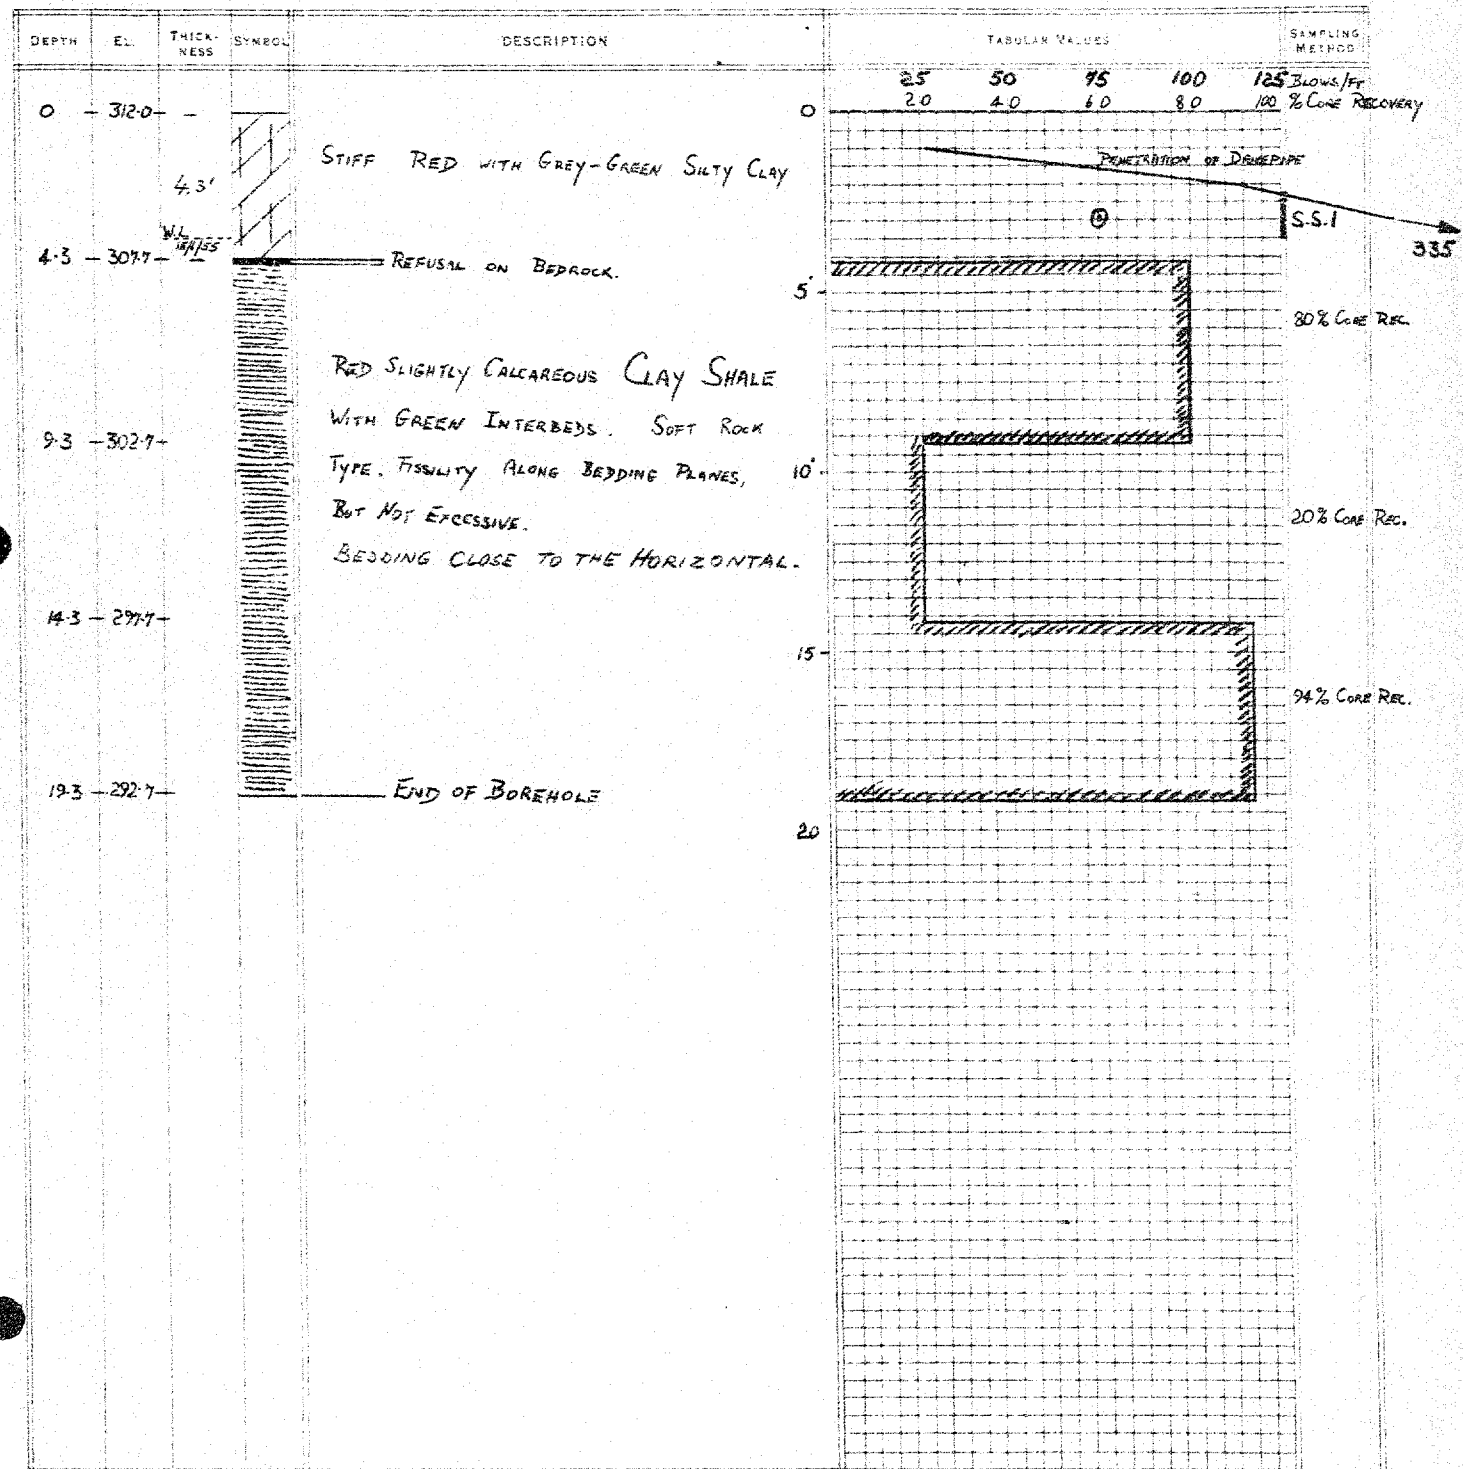 DEPTH EL. THICK-NESS SYMBOL DESCRIPTION TABULAR VALUES SAMPLING METHOD
25 50 75 100 125 BLOWS/FT
20 40 60 80 100 % CORE RECOVERY
0 - 312.0 - - 0
STIFF RED WITH GREY-GREEN SILTY CLAY
PENETRATION OF DRIVEPIPE
4.3'
S.S.1
335
W.L.
4.3 - 307.7 - -
REFUSAL ON BEDROCK.
5'
80% CORE REC.
RED SLIGHTLY CALCAREOUS CLAY SHALE
WITH GREEN INTERBEDS. SOFT ROCK
9.3 - 302.7 -
TYPE. FISSILITY ALONG BEDDING PLANES,
10'
BUT NOT EXCESSIVE.
20% CORE REC.
BEDDING CLOSE TO THE HORIZONTAL.
14.3 - 297.7 -
15
94% CORE REC.
19.3 - 292.7 -
END OF BOREHOLE
20